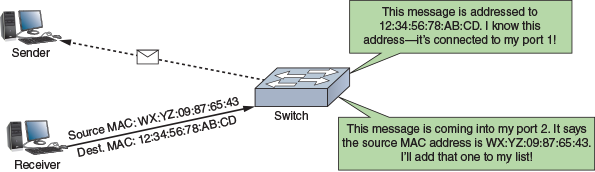 This message is addressed to
12:34:56:78:AB:CD. I know this
address—it's connected to my port 1!
Sender
Source MAC: WX:YZ:09:87:65:43
Dest. MAC: 12:34:56:78:AB:CD
Switch
This message is coming into my port 2. It says
the source MAC address is WX:YZ:09:87:65:43.
I'll add that one to my list!
Receiver